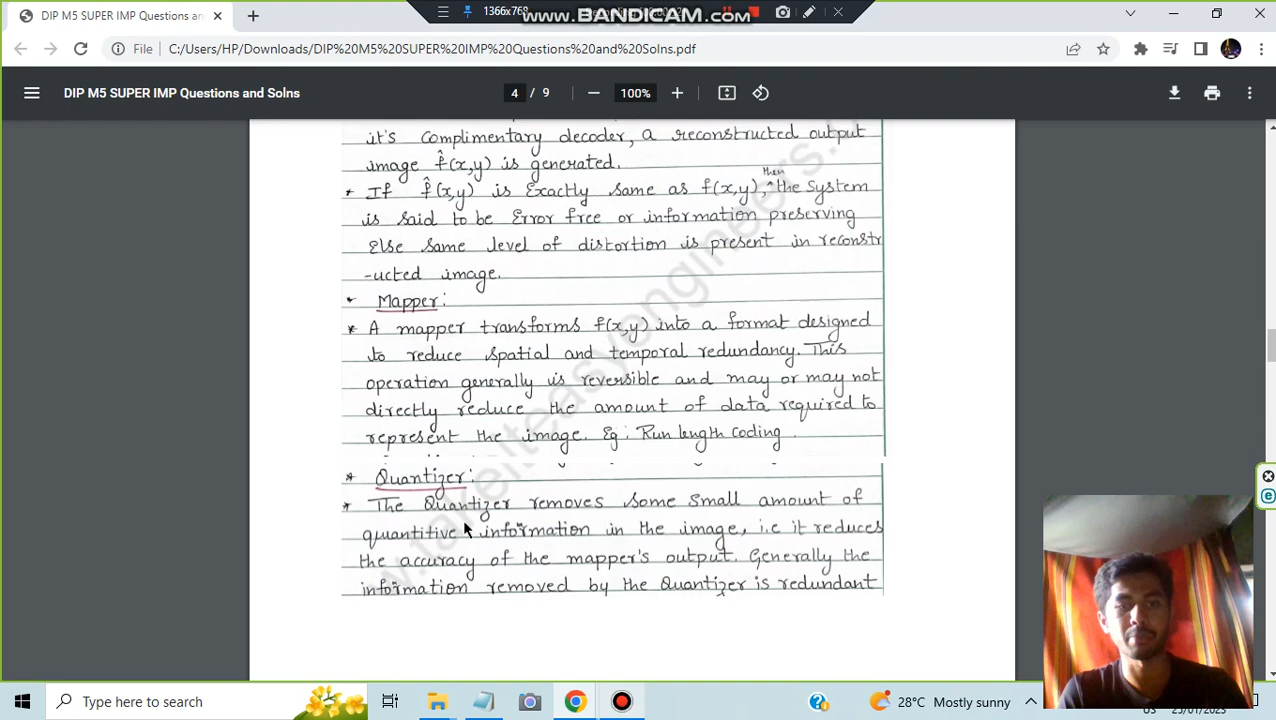 DIP M5 SUPER IMP Questions and
1366x768
www.BANDICAM.com
File
C:/Users/HP/Downloads/DIP%20M5%20SUPER%20IMP%20Questions%20and%20Solns.pdf
DIP M5 SUPER IMP Questions and Solns
4 / 9
100%
it's complimentary decoder, a reconstructed output
image f̂(x,y) is generated.
* If f̂(x,y) is Exactly same as f(x,y), then the System
is said to be Error free or information preserving
Else same level of distortion is present in reconstr
-ucted image.
Mapper:
* A mapper transforms f(x,y) into a format designed
to reduce spatial and temporal redundancy. This
operation generally is reversible and may or may not
directly reduce the amount of data required to
represent the image. Eg: Run length coding.
* Quantizer:
* The Quantizer removes some small amount of
quantitive information in the image, i.e it reduces
the accuracy of the mapper's output. Generally the
information removed by the Quantizer is redundant
Type here to search
28°C Mostly sunny
25/01/2023